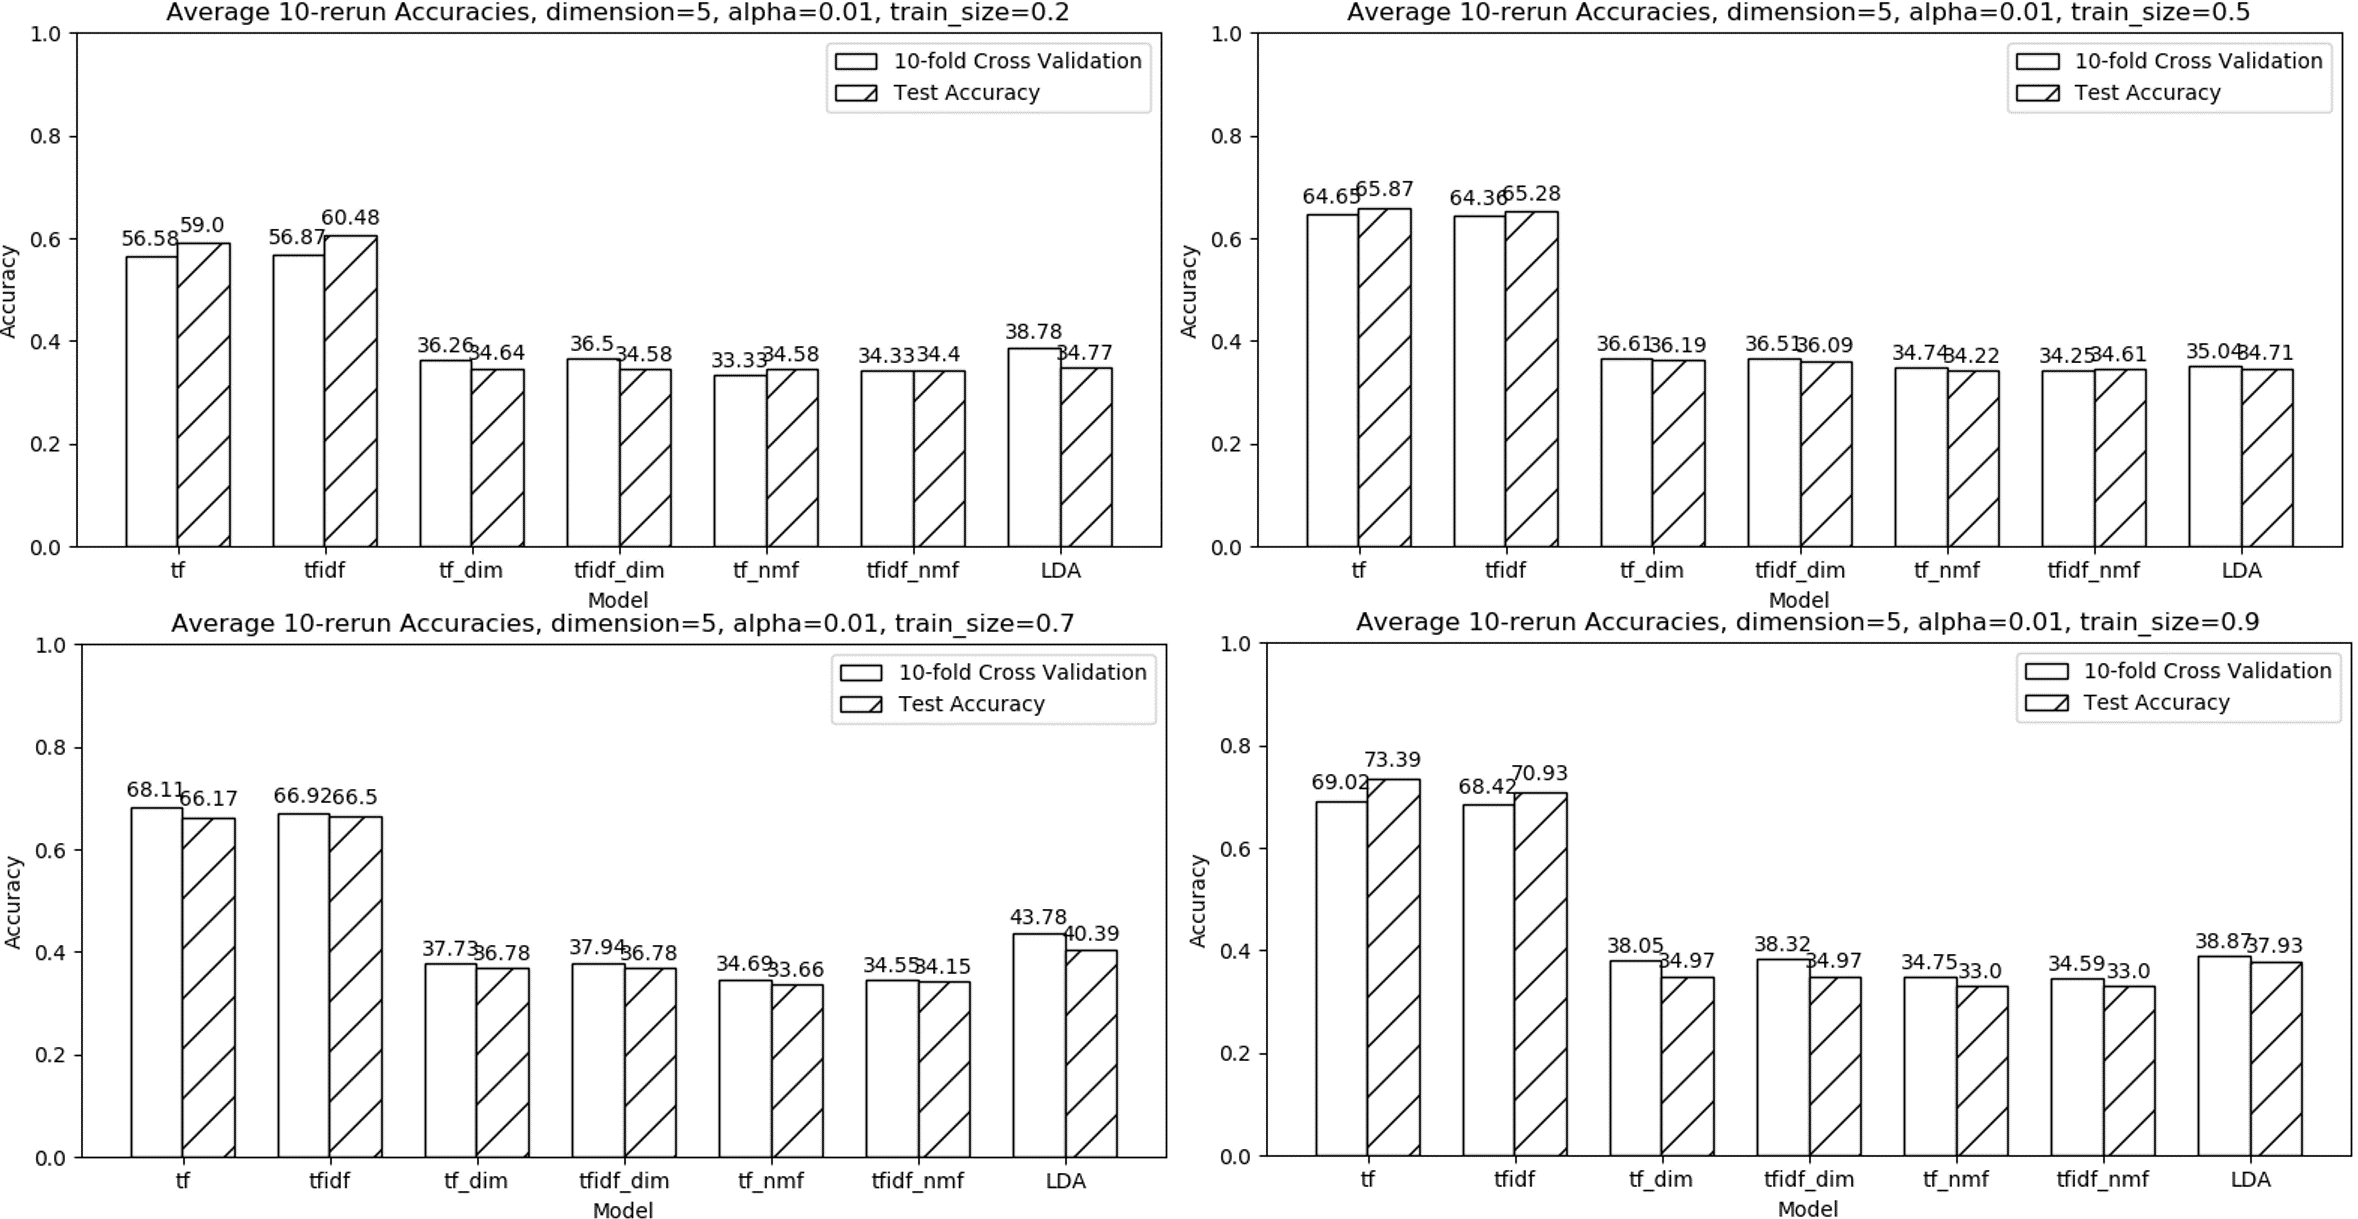 Average 10-rerun Accuracies, dimension=5, alpha=0.01, train_size=0.2
1.0
0.8
0.6
0.4
0.2
0.0
Accuracy
10-fold Cross Validation
Test Accuracy
56.58 59.0 56.87 60.48 36.26 34.64 36.5 34.58 33.33 34.58 34.33 34.4 38.78 34.77
tf tfidf tf_dim tfidf_dim tf_nmf tfidf_nmf LDA
Model
Average 10-rerun Accuracies, dimension=5, alpha=0.01, train_size=0.5
1.0
0.8
0.6
0.4
0.2
0.0
Accuracy
10-fold Cross Validation
Test Accuracy
64.65 65.87 64.36 65.28 36.61 36.19 36.51 36.09 34.74 34.22 34.25 34.61 35.04 34.71
tf tfidf tf_dim tfidf_dim tf_nmf tfidf_nmf LDA
Model
Average 10-rerun Accuracies, dimension=5, alpha=0.01, train_size=0.7
1.0
0.8
0.6
0.4
0.2
0.0
Accuracy
10-fold Cross Validation
Test Accuracy
68.11 66.17 66.92 66.5 37.73 36.78 37.94 36.78 34.69 33.66 34.55 34.15 43.78 40.39
tf tfidf tf_dim tfidf_dim tf_nmf tfidf_nmf LDA
Model
Average 10-rerun Accuracies, dimension=5, alpha=0.01, train_size=0.9
1.0
0.8
0.6
0.4
0.2
0.0
Accuracy
10-fold Cross Validation
Test Accuracy
69.02 73.39 68.42 70.93 38.05 34.97 38.32 34.97 34.75 33.0 34.59 33.0 38.87 37.93
tf tfidf tf_dim tfidf_dim tf_nmf tfidf_nmf LDA
Model